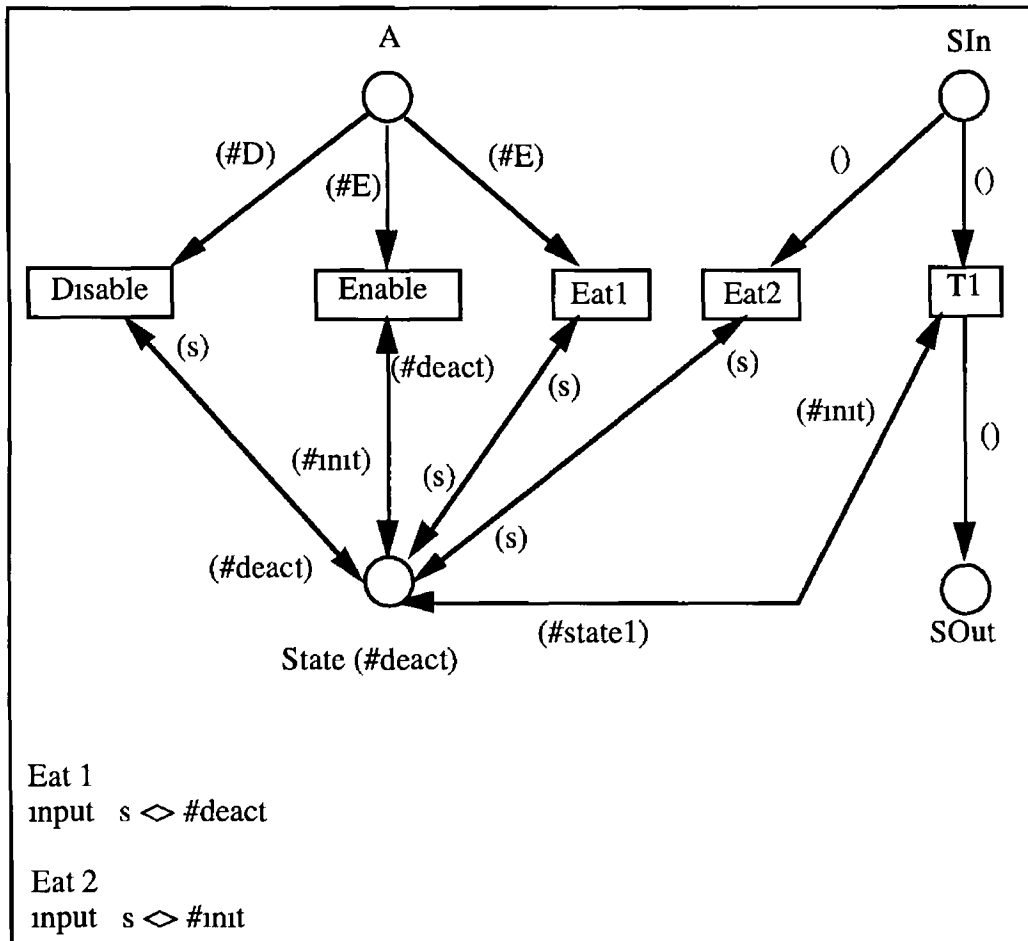 A
SIn
(#D)
(#E)
(#E)
()
()
Disable
Enable
Eat1
Eat2
T1
(s)
(#deact)
(s)
(s)
(#init)
(#init)
(s)
()
(s)
(#deact)
(#state1)
SOut
State (#deact)
Eat 1
input s <> #deact
Eat 2
input s <> #init